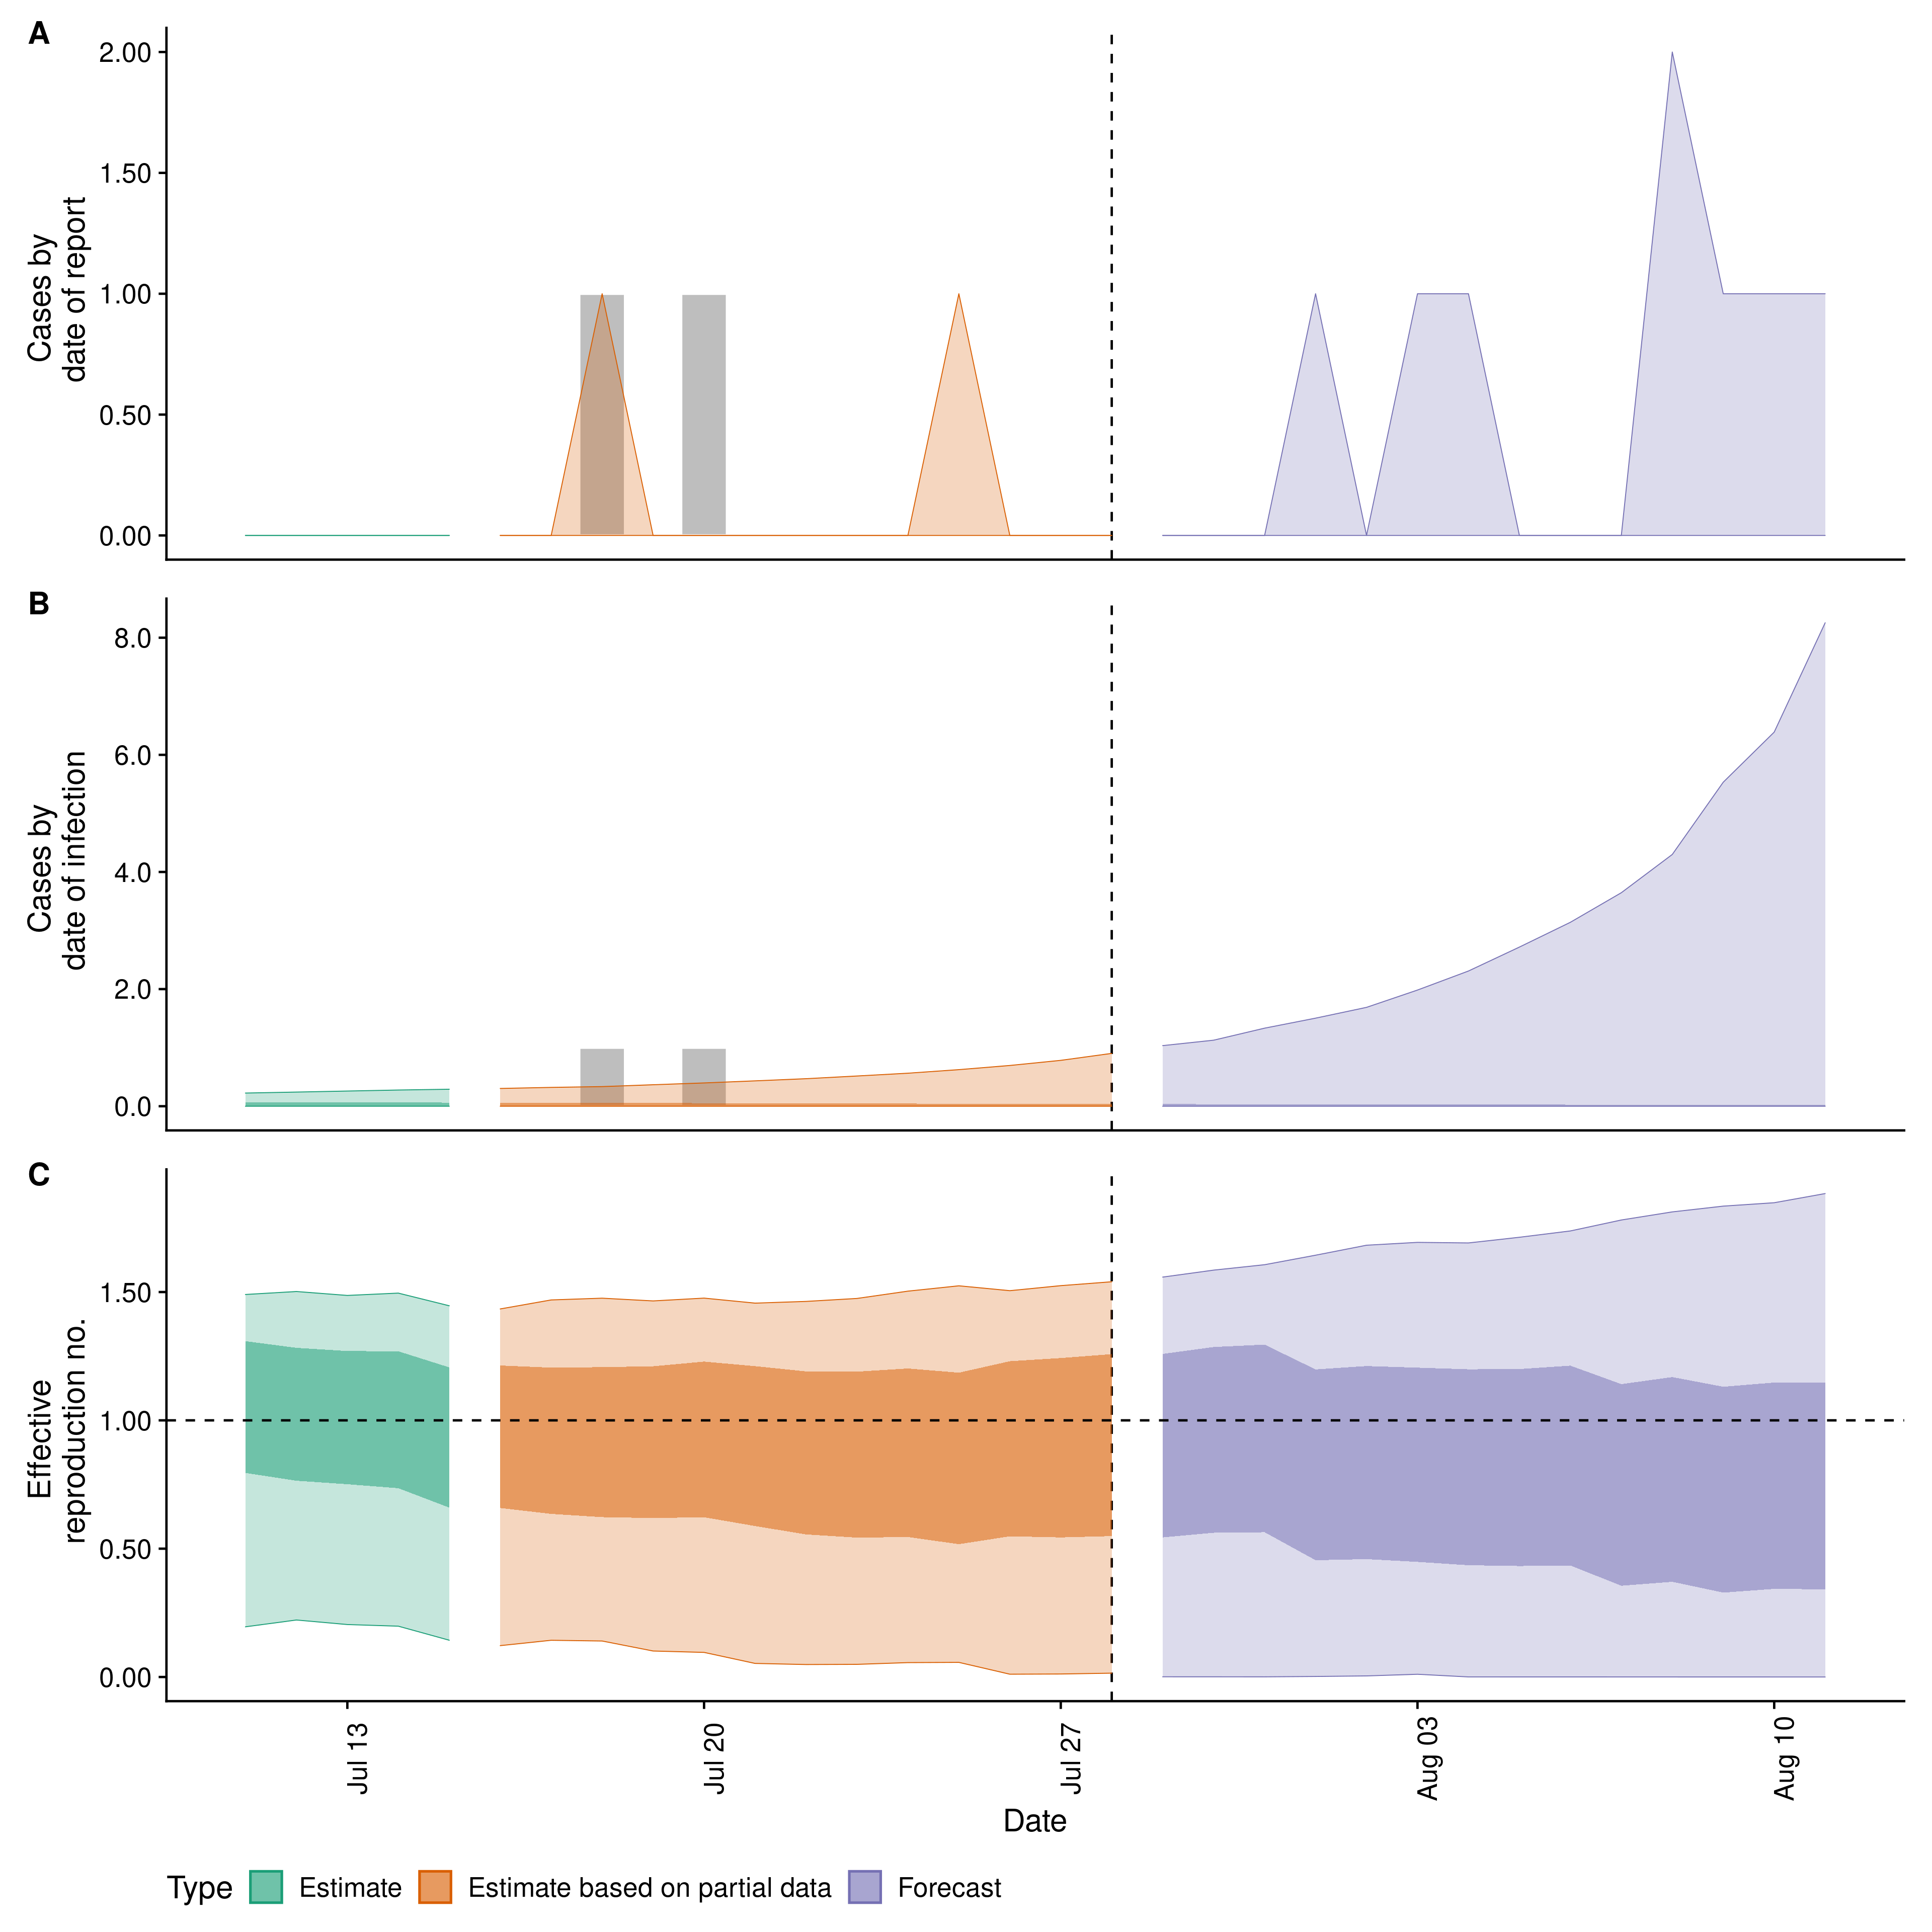 A
2.00
1.50
1.00
0.50
0.00
Cases by
date of report
B
8.0
6.0
4.0
2.0
0.0
Cases by
date of infection
C
1.50
1.00
0.50
0.00
Effective
reproduction no.
Jul 13
Jul 20
Jul 27
Aug 03
Aug 10
Date
Type Estimate Estimate based on partial data Forecast